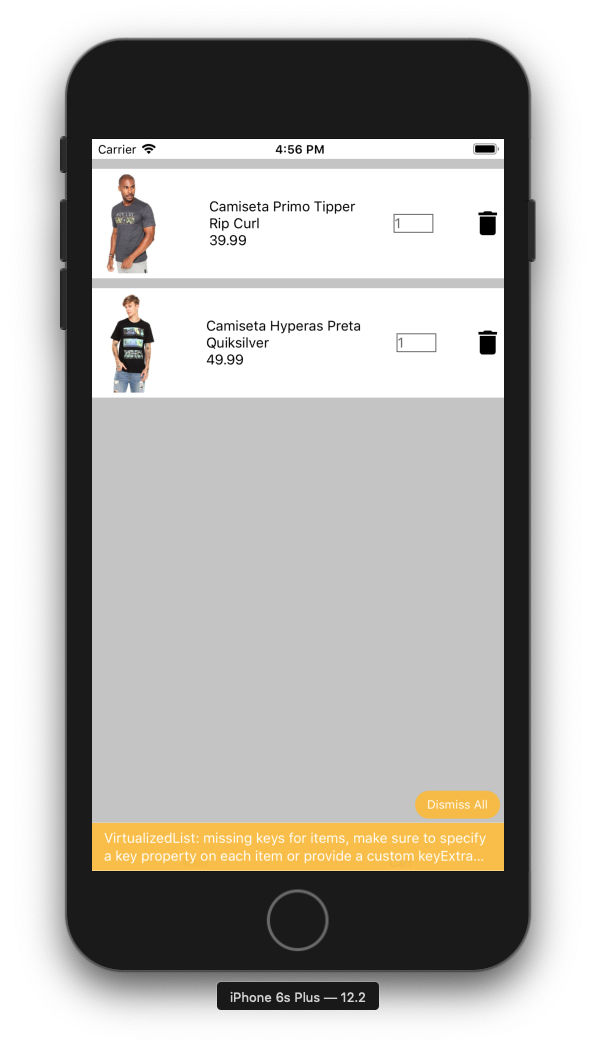 Carrier 4:56 PM
Camiseta Primo Tipper
Rip Curl
39.99
1
Camiseta Hyperas Preta
Quiksilver
49.99
1
Dismiss All
VirtualizedList: missing keys for items, make sure to specify
a key property on each item or provide a custom keyExtra...
iPhone 6s Plus — 12.2